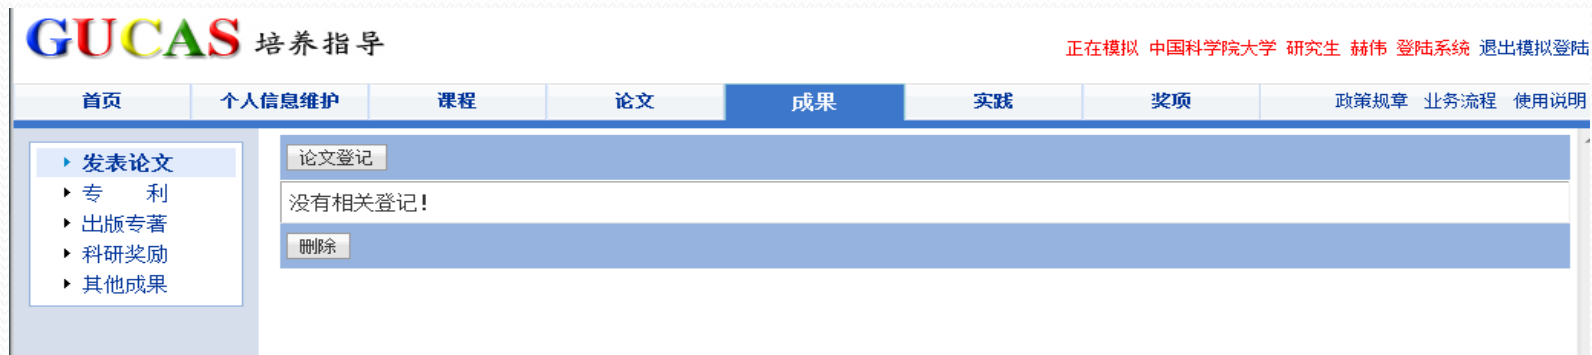 GUCAS 培养指导
正在模拟 中国科学院大学 研究生 赫伟 登陆系统 退出模拟登陆
首页 个人信息维护 课程 论文 成果 实践 奖项 政策规章 业务流程 使用说明
发表论文
专 利
出版专著
科研奖励
其他成果
论文登记
没有相关登记!
删除